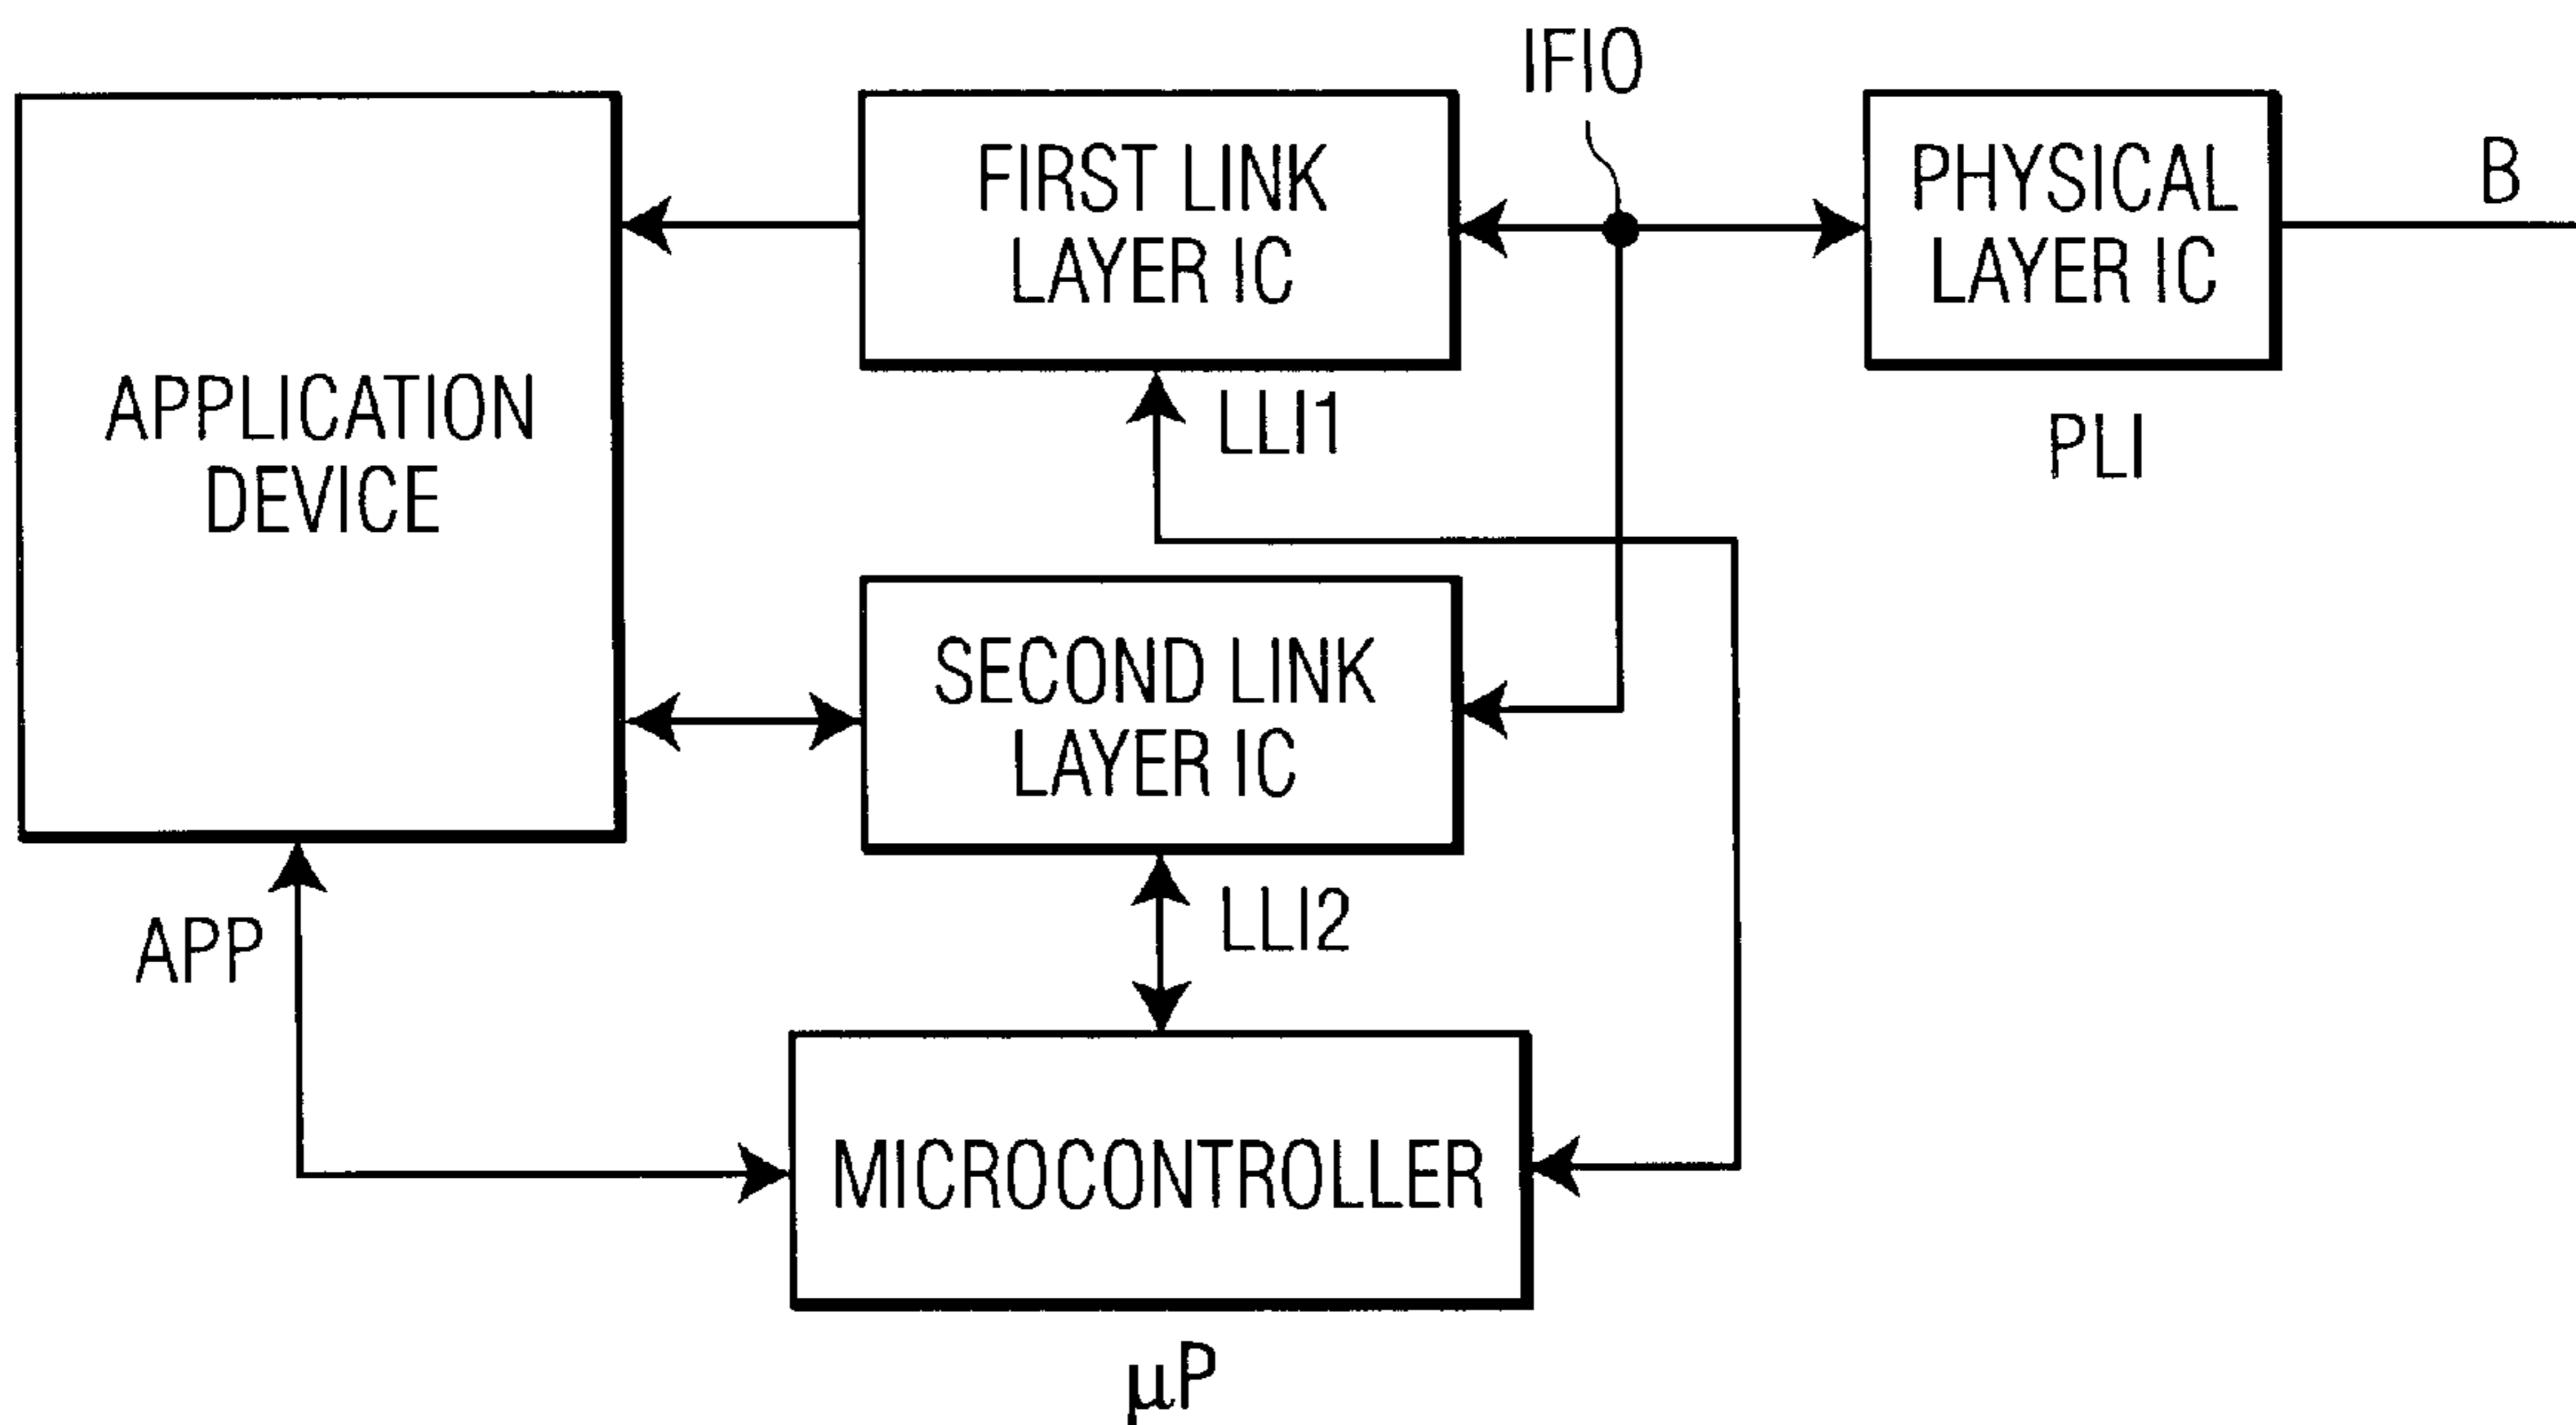 IFIO
FIRST LINK
LAYER IC
PHYSICAL
LAYER IC
B
APPLICATION
DEVICE
LLI1
PLI
SECOND LINK
LAYER IC
APP
LLI2
MICROCONTROLLER
μP